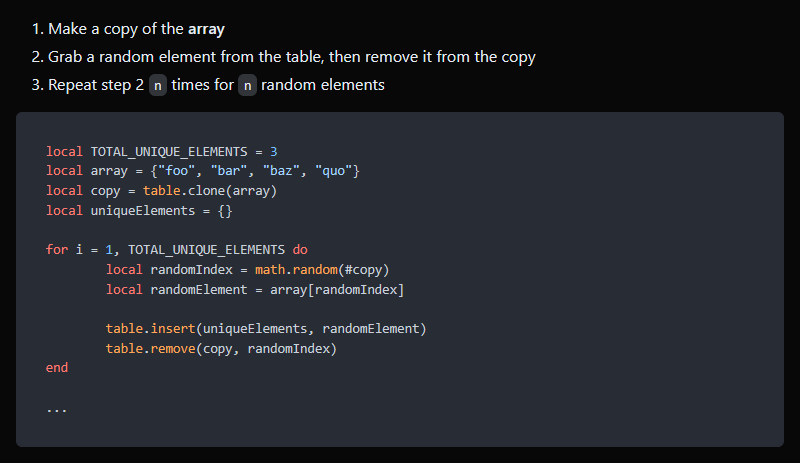 1. Make a copy of the array
2. Grab a random element from the table, then remove it from the copy
3. Repeat step 2 n times for n random elements
local TOTAL_UNIQUE_ELEMENTS = 3
local array = {"foo", "bar", "baz", "quo"}
local copy = table.clone(array)
local uniqueElements = {}
for i = 1, TOTAL_UNIQUE_ELEMENTS do
local randomIndex = math.random(#copy)
local randomElement = array[randomIndex]
table.insert(uniqueElements, randomElement)
table.remove(copy, randomIndex)
end
...